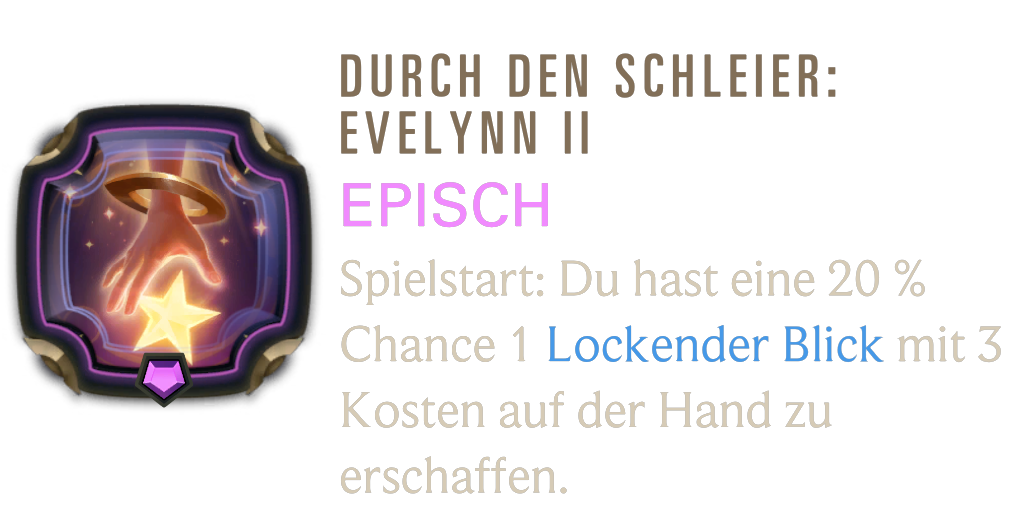 DURCH DEN SCHLEIER:
EVELYNN II
EPISCH
Spielstart: Du hast eine 20 %
Chance 1 Lockender Blick mit 3
Kosten auf der Hand zu
erschaffen.